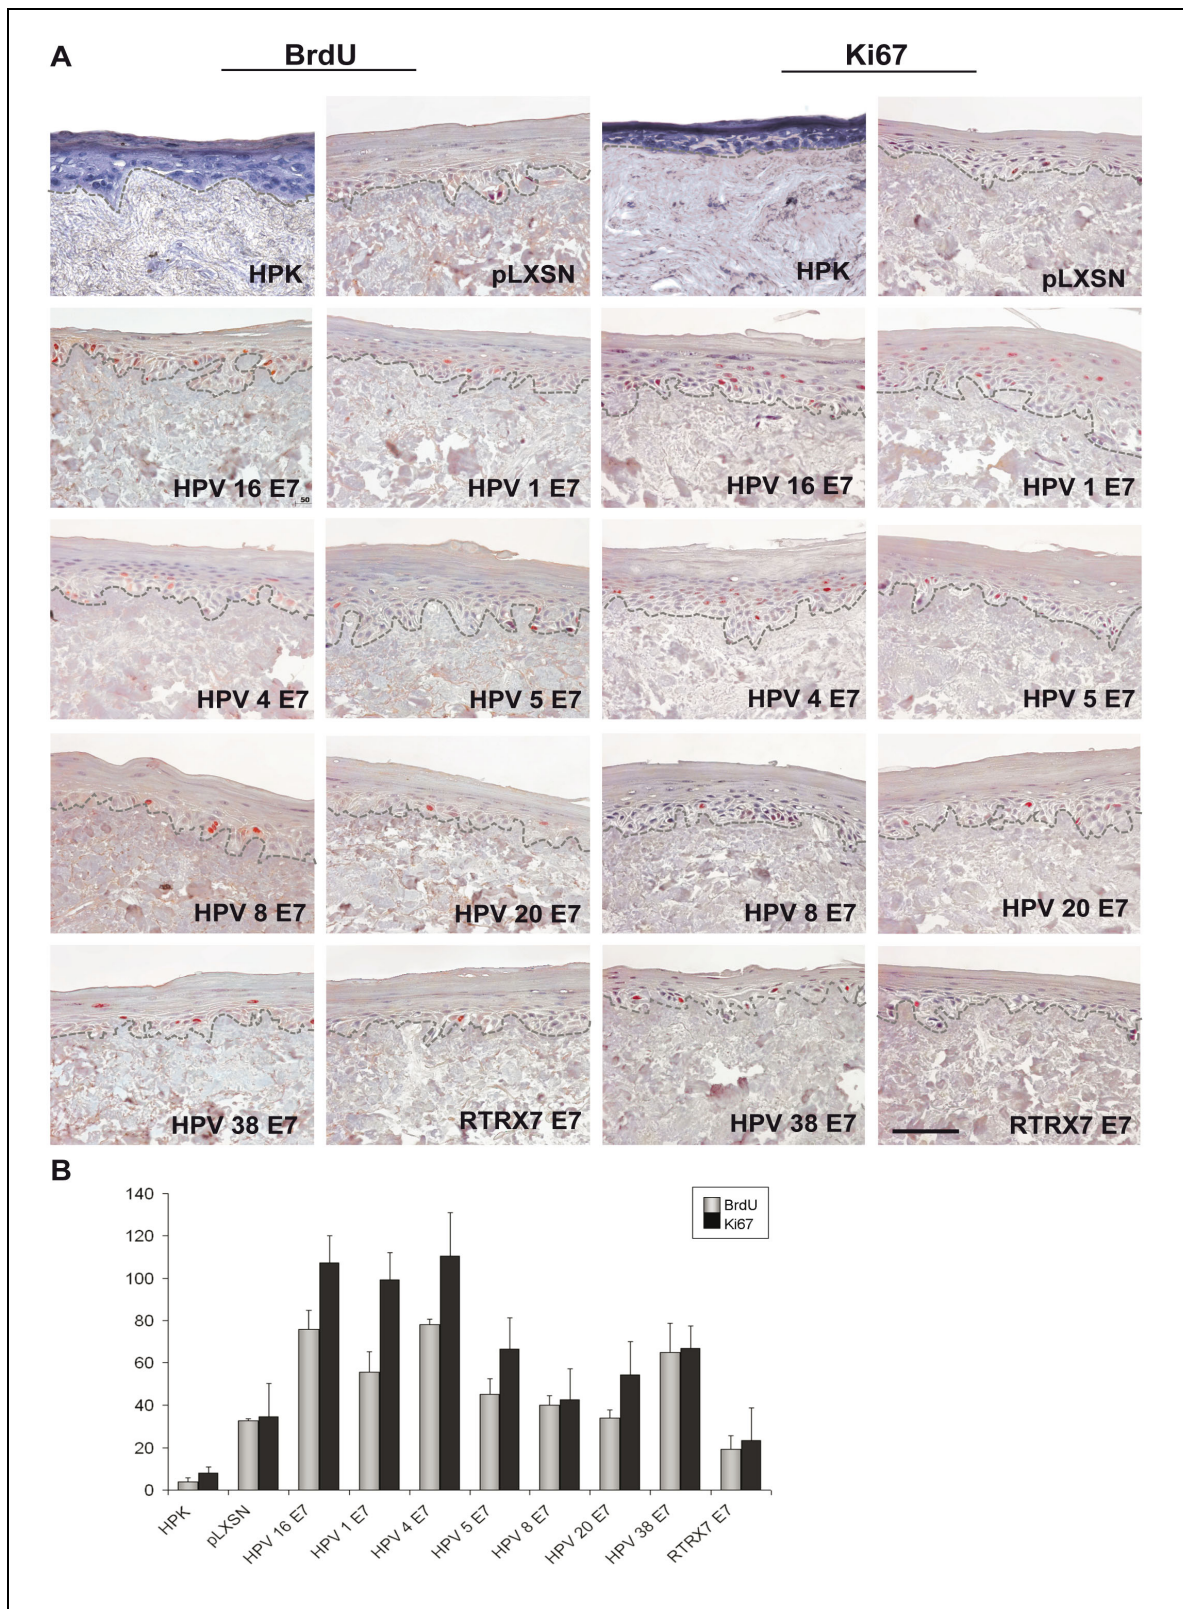 A
BrdU
Ki67
HPK
pLXSN
HPK
pLXSN
HPV 16 E7
50
HPV 1 E7
HPV 16 E7
HPV 1 E7
HPV 4 E7
HPV 5 E7
HPV 4 E7
HPV 5 E7
HPV 8 E7
HPV 20 E7
HPV 8 E7
HPV 20 E7
HPV 38 E7
RTRX7 E7
HPV 38 E7
RTRX7 E7
B
140
120
100
80
60
40
20
0
BrdU
Ki67
HPK
pLXSN
HPV 16 E7
HPV 1 E7
HPV 4 E7
HPV 5 E7
HPV 8 E7
HPV 20 E7
HPV 38 E7
RTRX7 E7